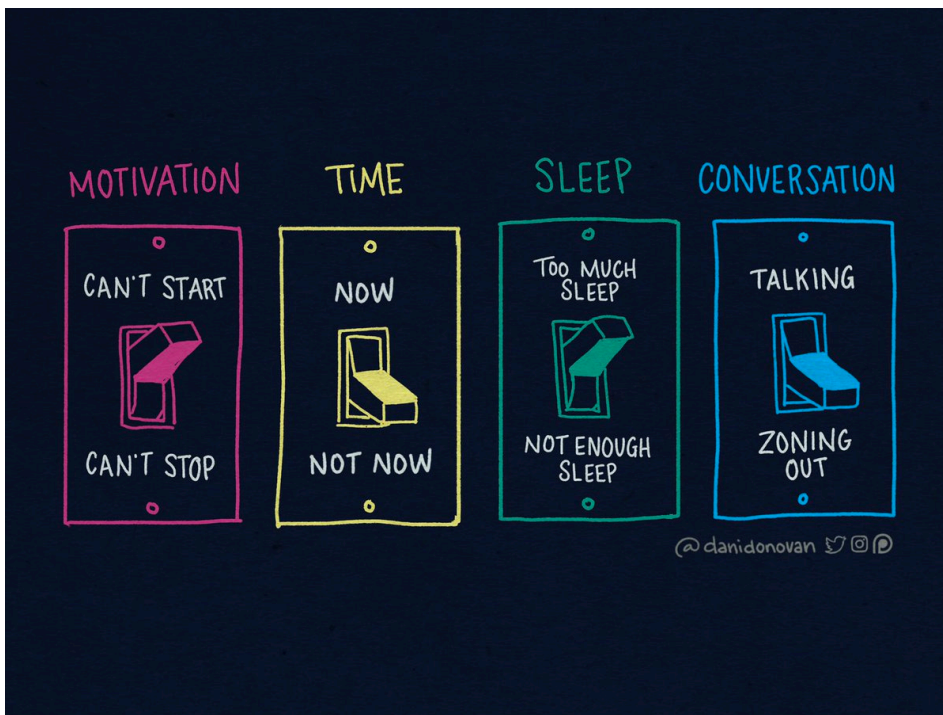 MOTIVATION
CAN'T START
CAN'T STOP
TIME
NOW
NOT NOW
SLEEP
TOO MUCH
SLEEP
NOT ENOUGH
SLEEP
CONVERSATION
TALKING
ZONING
OUT
@danidonovan